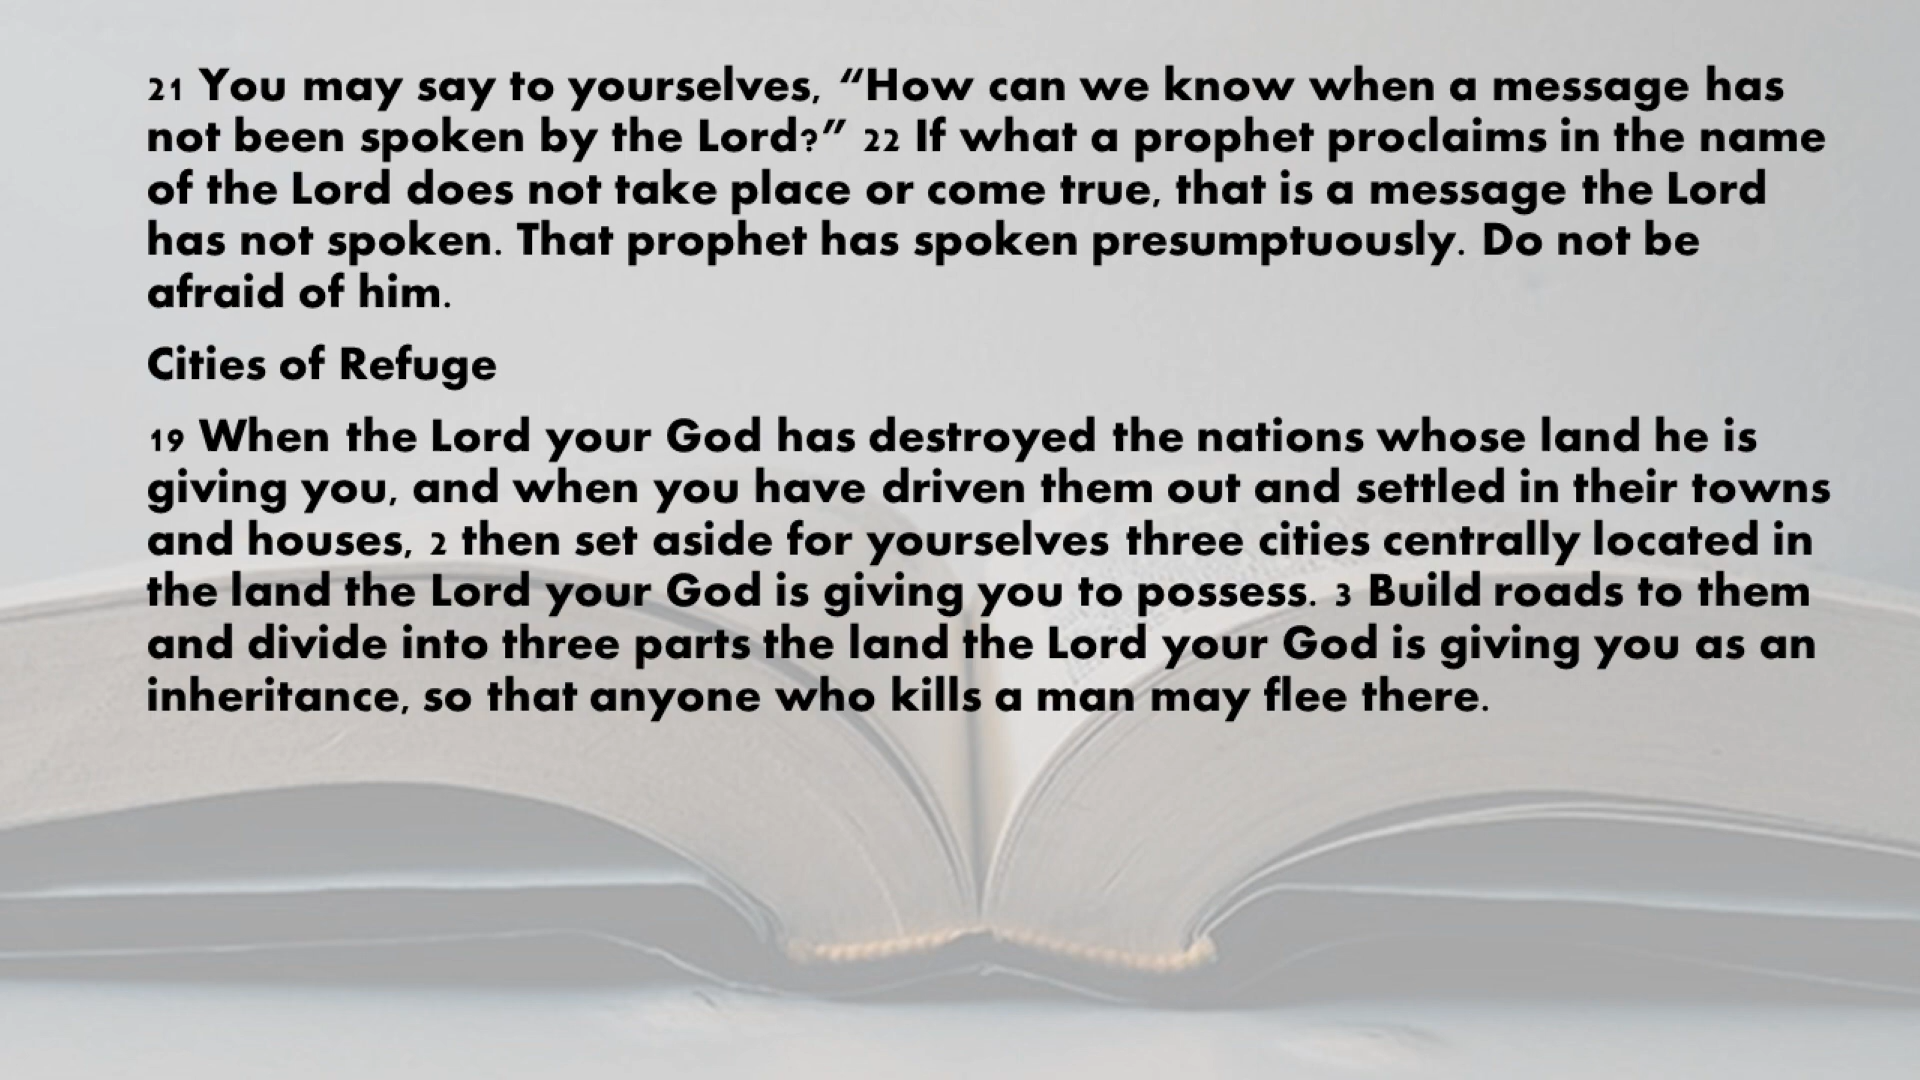 21 You may say to yourselves, “How can we know when a message has
not been spoken by the Lord?” 22 If what a prophet proclaims in the name
of the Lord does not take place or come true, that is a message the Lord
has not spoken. That prophet has spoken presumptuously. Do not be
afraid of him.
Cities of Refuge
19 When the Lord your God has destroyed the nations whose land he is
giving you, and when you have driven them out and settled in their towns
and houses, 2 then set aside for yourselves three cities centrally located in
the land the Lord your God is giving you to possess. 3 Build roads to them
and divide into three parts the land the Lord your God is giving you as an
inheritance, so that anyone who kills a man may flee there.